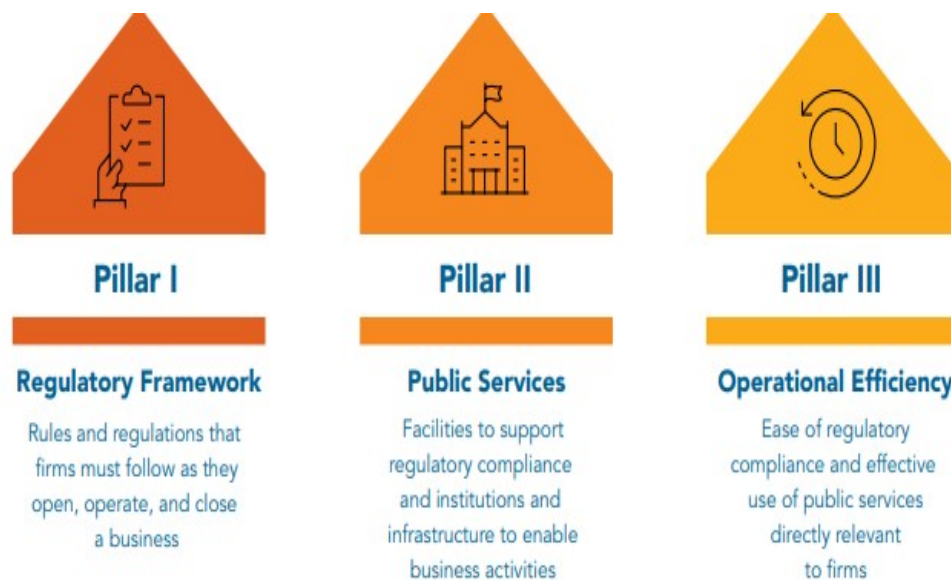 Pillar I
Regulatory Framework
Rules and regulations that
firms must follow as they
open, operate, and close
a business
Pillar II
Public Services
Facilities to support
regulatory compliance
and institutions and
infrastructure to enable
business activities
Pillar III
Operational Efficiency
Ease of regulatory
compliance and effective
use of public services
directly relevant
to firms